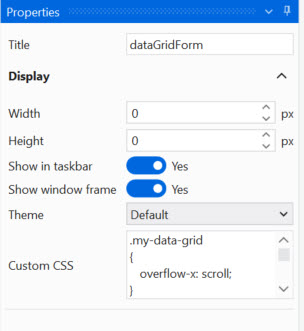 Properties
Title dataGridForm
Display
Width 0 px
Height 0 px
Show in taskbar Yes
Show window frame Yes
Theme Default
Custom CSS .my-data-grid
{
overflow-x: scroll;
}